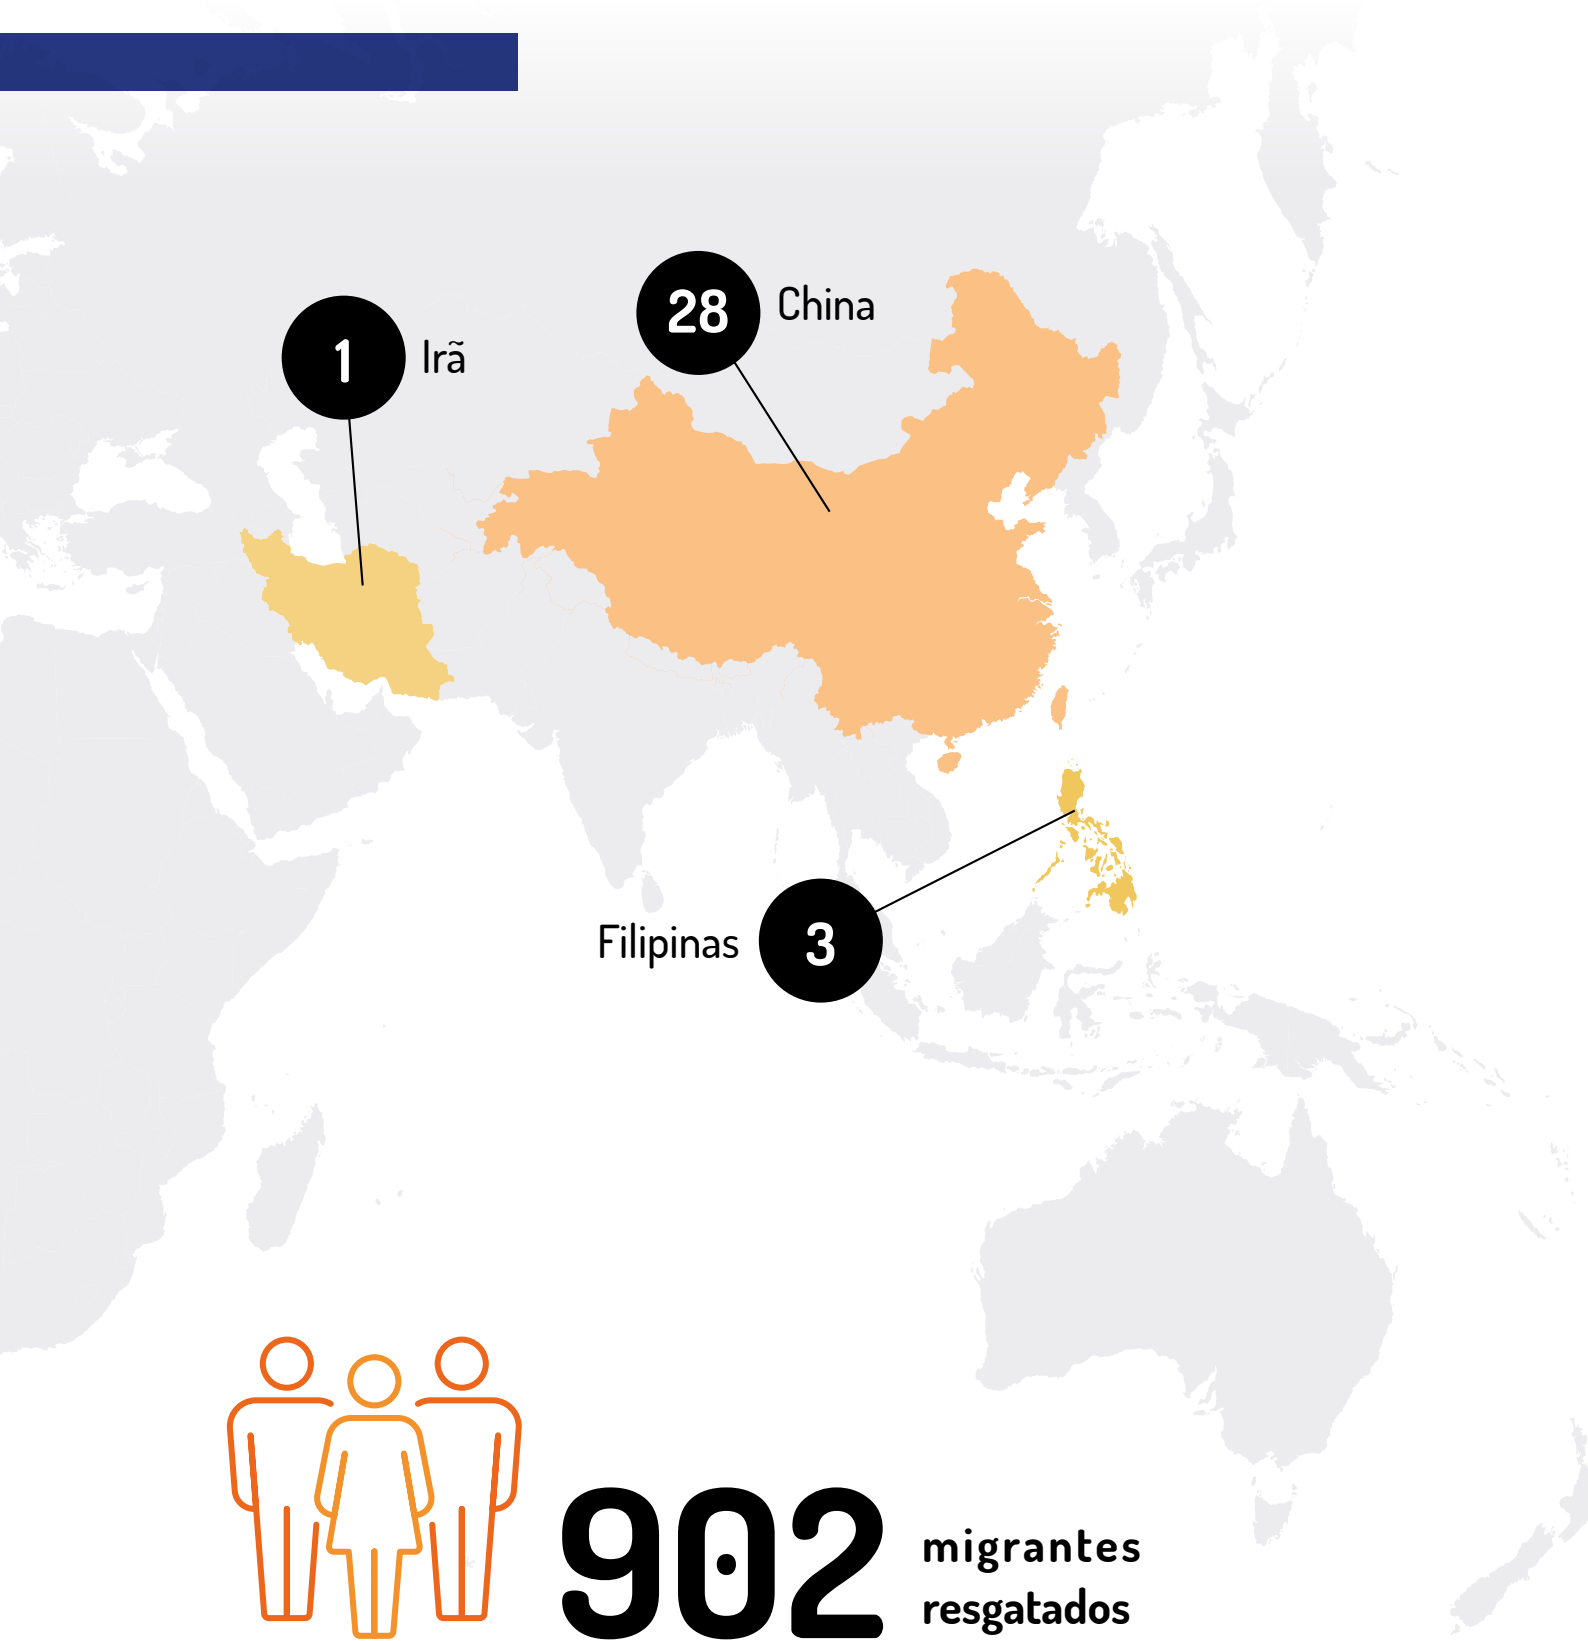 28
China
1
Irã
Filipinas
3
902
migrantes
resgatados